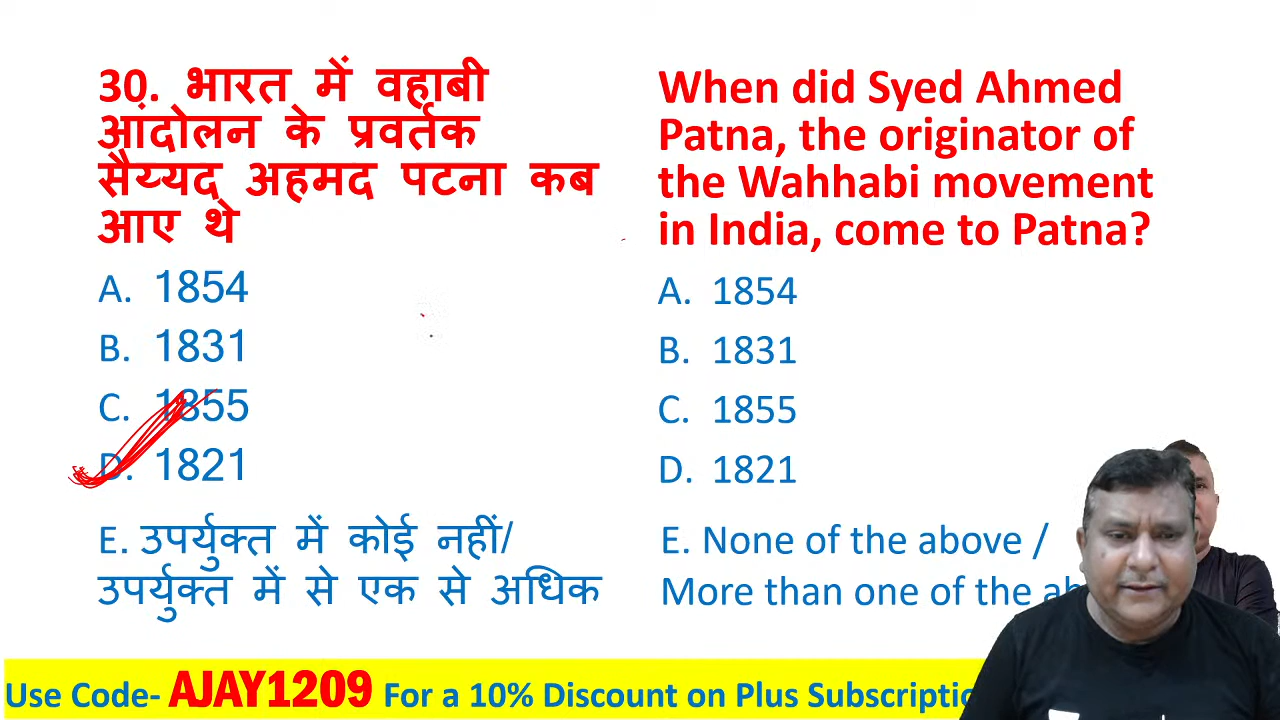 30. भारत में वहाबी
आंदोलन के प्रवर्तक
सैय्यद अहमद पटना कब
आए थे
A. 1854
B. 1831
C. 1855
D. 1821
E. उपर्युक्त में कोई नहीं/
उपर्युक्त में से एक से अधिक
When did Syed Ahmed
Patna, the originator of
the Wahhabi movement
in India, come to Patna?
A. 1854
B. 1831
C. 1855
D. 1821
E. None of the above /
More than one of the
Use Code- AJAY1209 For a 10% Discount on Plus